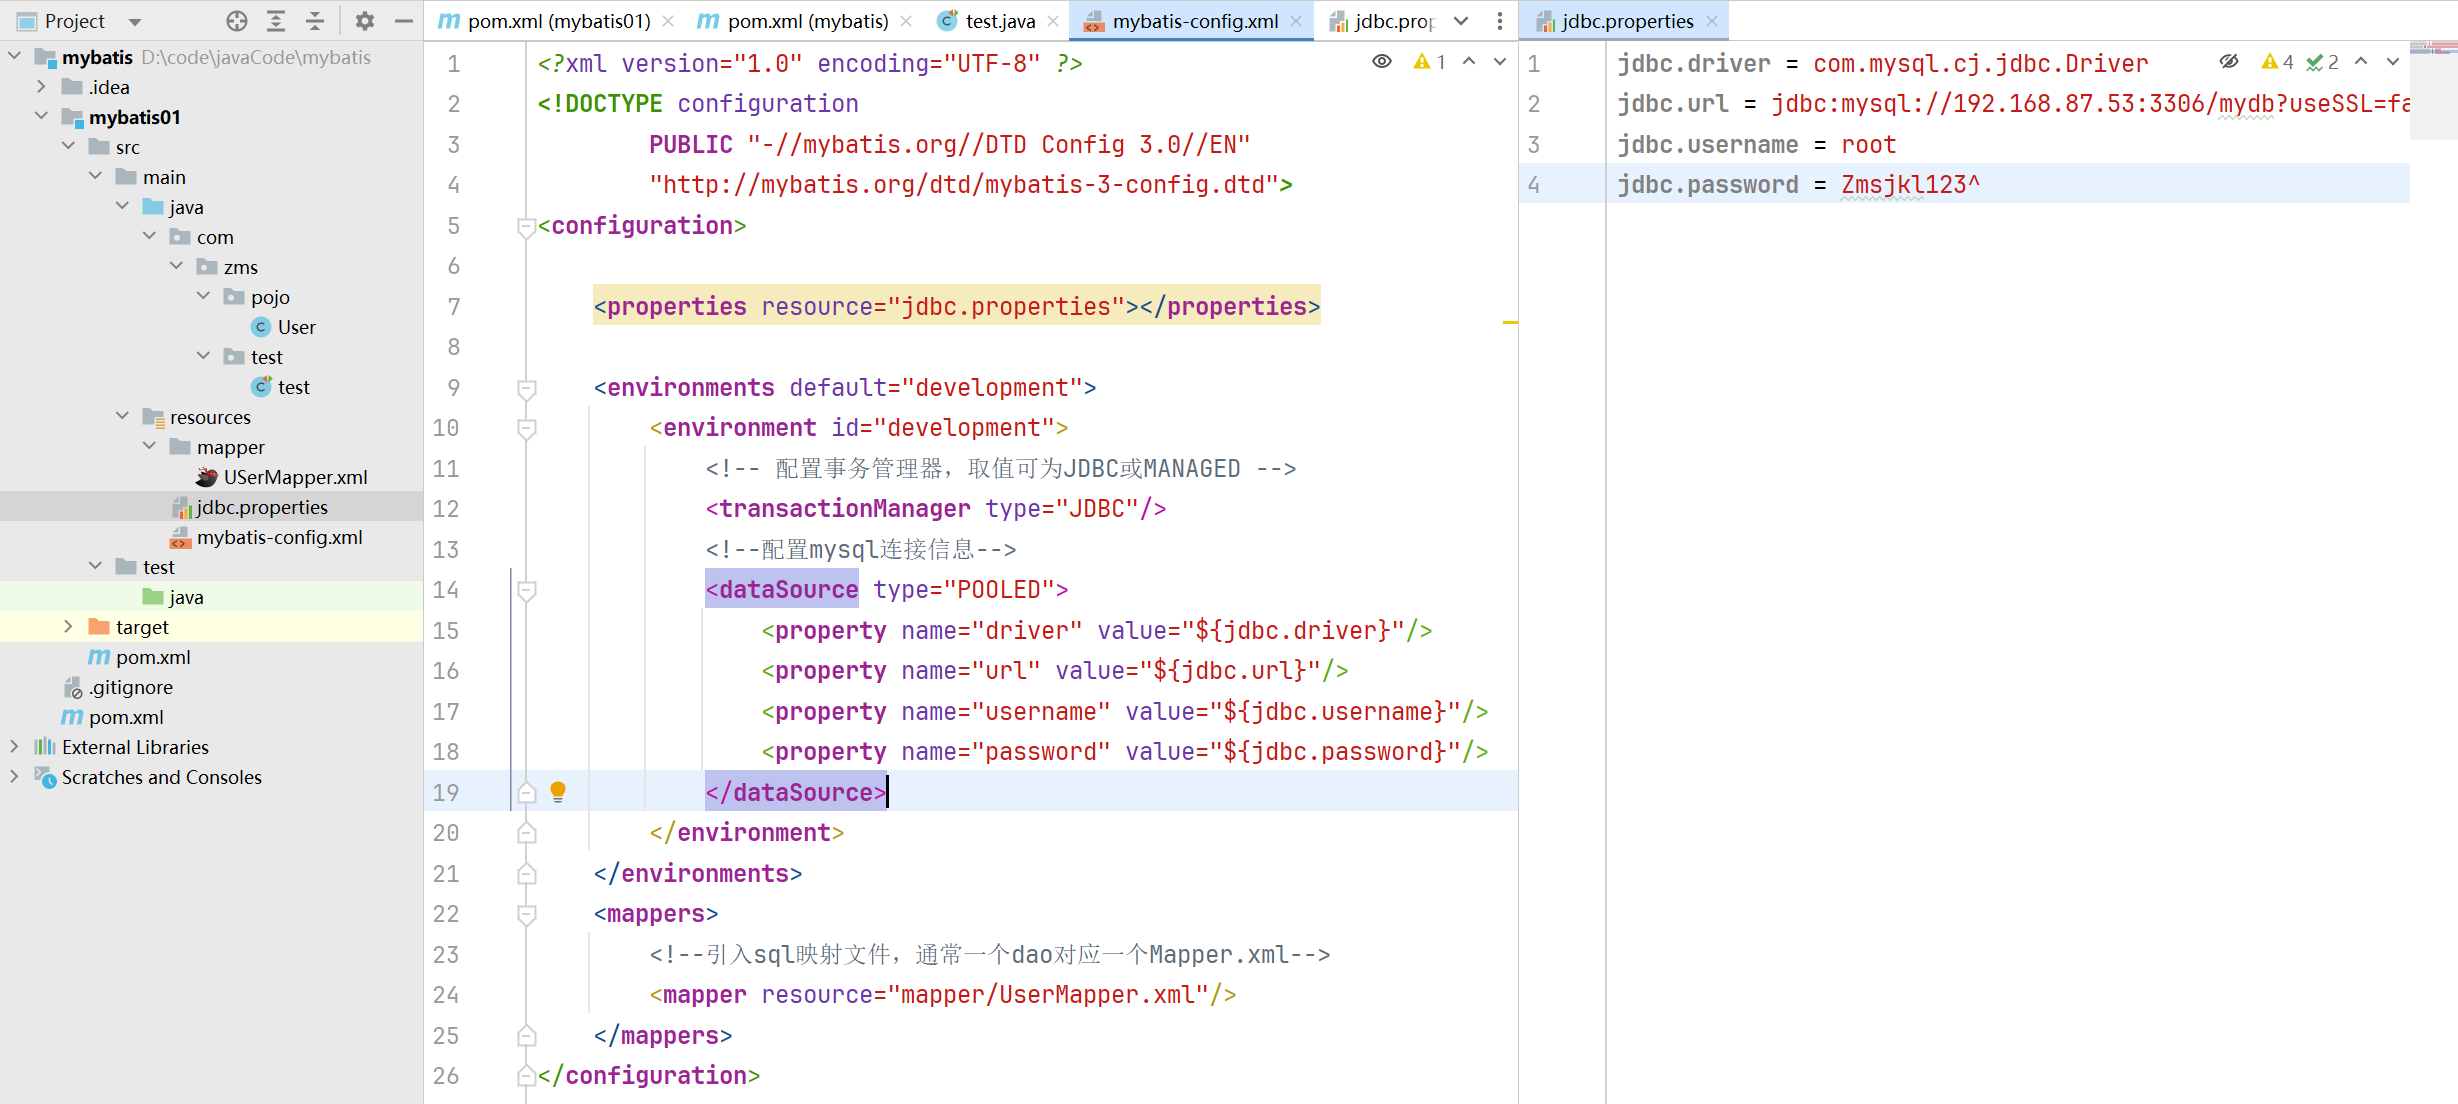 Project
mybatis D:\code\javaCode\mybatis
.idea
mybatis01
src
main
java
com
zms
pojo
User
test
test
resources
mapper
USerMapper.xml
jdbc.properties
mybatis-config.xml
test
java
target
pom.xml
.gitignore
pom.xml
External Libraries
Scratches and Consoles
pom.xml (mybatis01)
pom.xml (mybatis)
test.java
mybatis-config.xml
jdbc.prop
1 <?xml version="1.0" encoding="UTF-8" ?>
1
2 <!DOCTYPE configuration
3 PUBLIC "-//mybatis.org//DTD Config 3.0//EN"
4 "http://mybatis.org/dtd/mybatis-3-config.dtd">
5 <configuration>
6
7 <properties resource="jdbc.properties"></properties>
8
9 <environments default="development">
10 <environment id="development">
11 <!-- 配置事务管理器，取值可为JDBC或MANAGED -->
12 <transactionManager type="JDBC"/>
13 <!--配置mysql连接信息-->
14 <dataSource type="POOLED">
15 <property name="driver" value="${jdbc.driver}"/>
16 <property name="url" value="${jdbc.url}"/>
17 <property name="username" value="${jdbc.username}"/>
18 <property name="password" value="${jdbc.password}"/>
19 </dataSource>
20 </environment>
21 </environments>
22 <mappers>
23 <!--引入sql映射文件，通常一个dao对应一个Mapper.xml-->
24 <mapper resource="mapper/UserMapper.xml"/>
25 </mappers>
26 </configuration>
jdbc.properties
1 jdbc.driver = com.mysql.cj.jdbc.Driver
4 2
2 jdbc.url = jdbc:mysql://192.168.87.53:3306/mydb?useSSL=fa
3 jdbc.username = root
4 jdbc.password = Zmsjkl123^